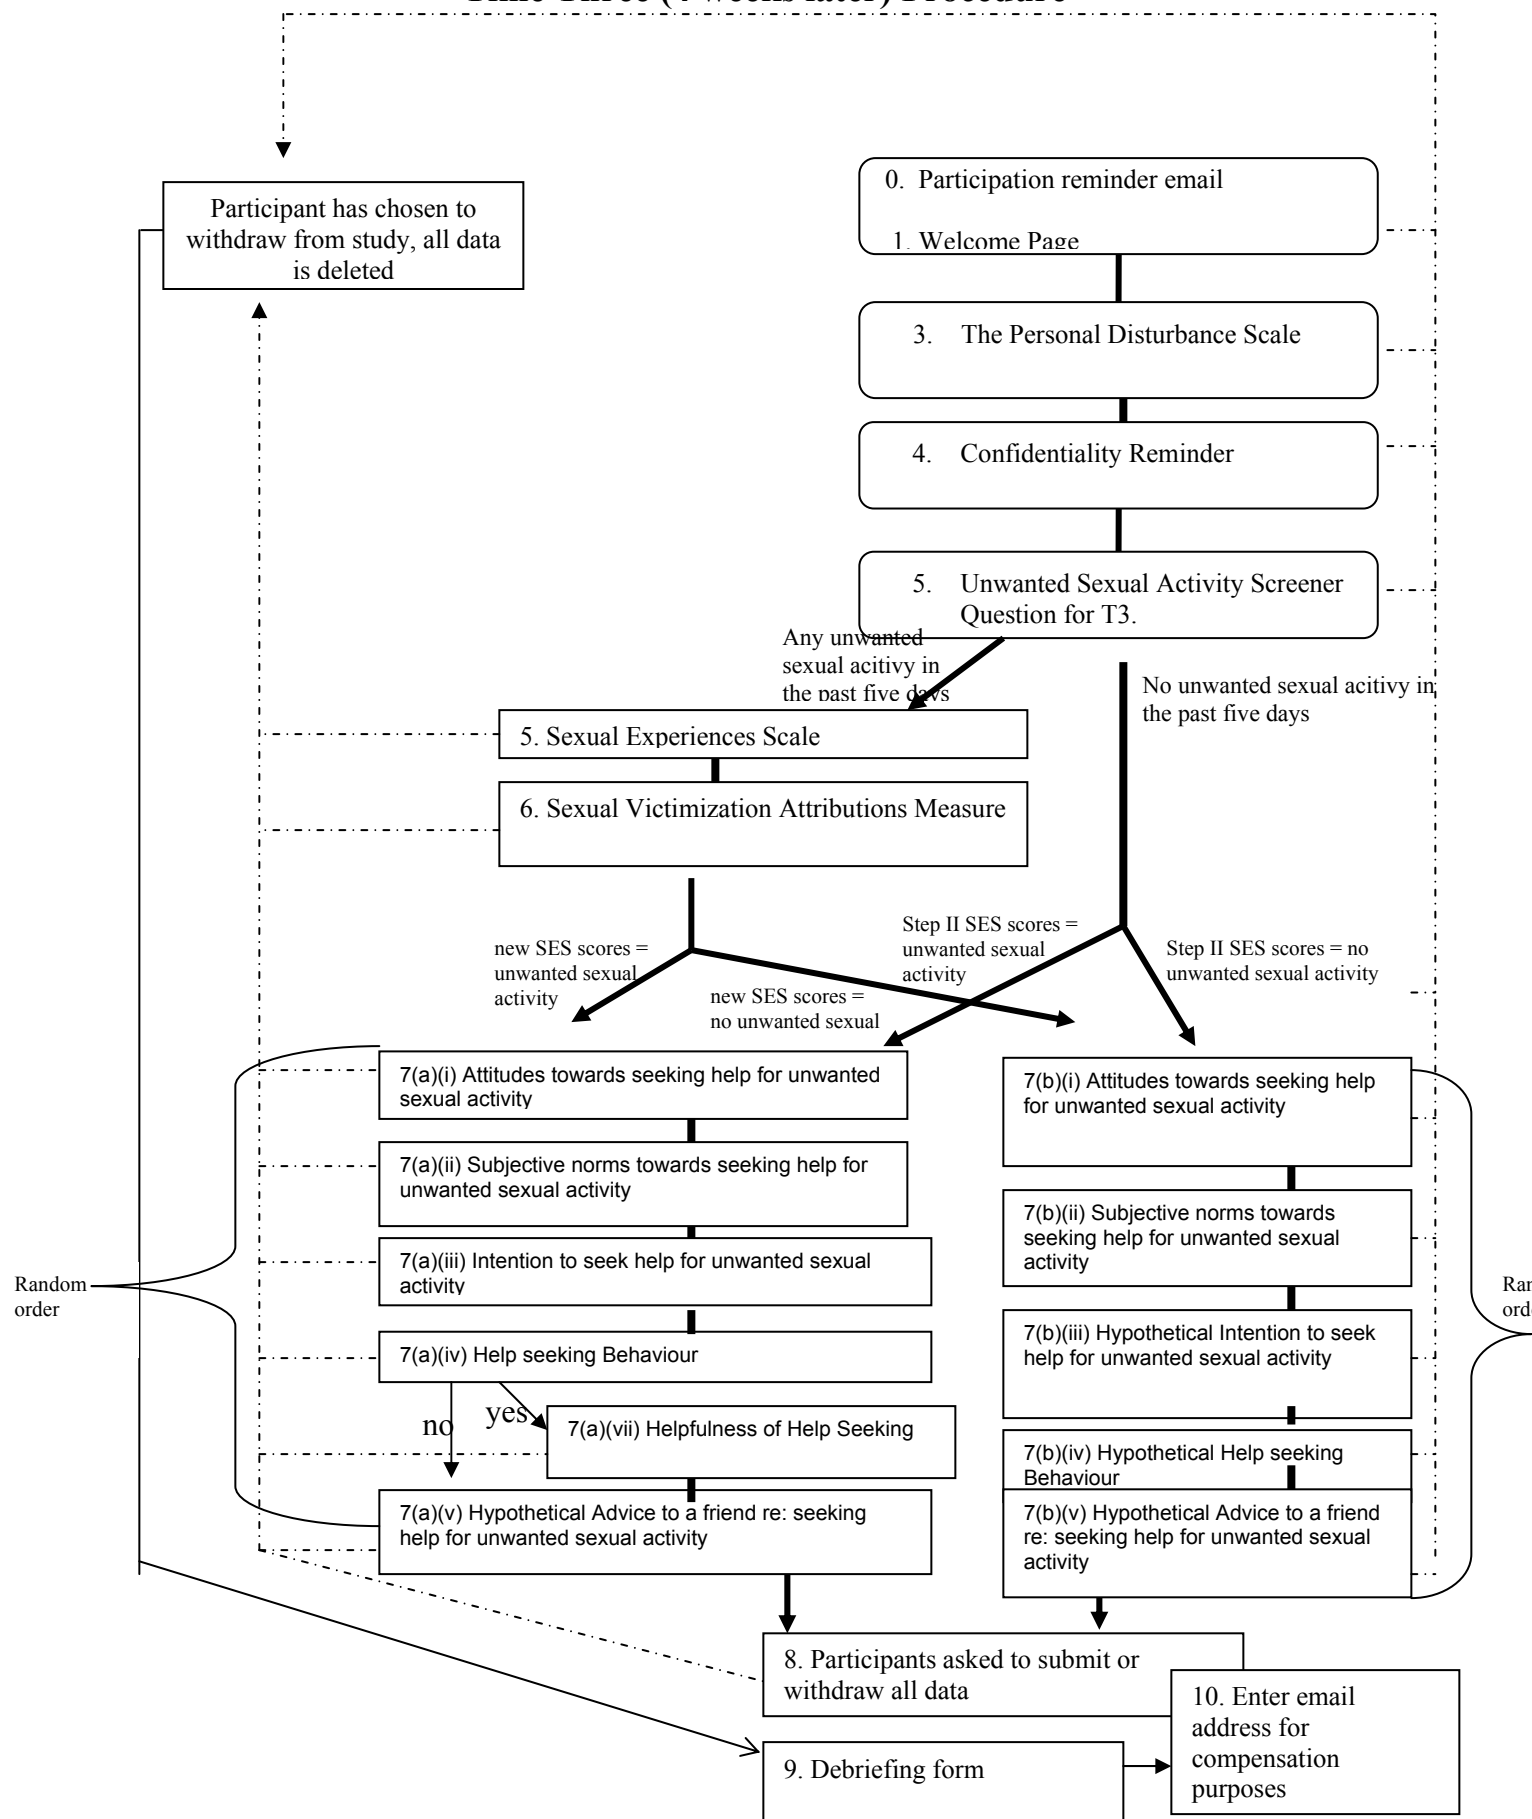 Time Three (4 weeks later) Procedure
Participant has chosen to
withdraw from study, all data
is deleted
0. Participation reminder email
1. Welcome Page
3. The Personal Disturbance Scale
4. Confidentiality Reminder
5. Unwanted Sexual Activity Screener
Question for T3.
Any unwanted
sexual acitivy in
the past five days
No unwanted sexual acitivy in
the past five days
5. Sexual Experiences Scale
6. Sexual Victimization Attributions Measure
new SES scores =
unwanted sexual
activity
new SES scores =
no unwanted sexual
Step II SES scores =
unwanted sexual
activity
Step II SES scores = no
unwanted sexual activity
Random
order
7(a)(i) Attitudes towards seeking help for unwanted
sexual activity
7(a)(ii) Subjective norms towards seeking help for
unwanted sexual activity
7(a)(iii) Intention to seek help for unwanted sexual
activity
7(a)(iv) Help seeking Behaviour
no
yes
7(a)(vii) Helpfulness of Help Seeking
7(a)(v) Hypothetical Advice to a friend re: seeking
help for unwanted sexual activity
7(b)(i) Attitudes towards seeking help
for unwanted sexual activity
7(b)(ii) Subjective norms towards
seeking help for unwanted sexual
activity
7(b)(iii) Hypothetical Intention to seek
help for unwanted sexual activity
7(b)(iv) Hypothetical Help seeking
Behaviour
7(b)(v) Hypothetical Advice to a friend
re: seeking help for unwanted sexual
activity
8. Participants asked to submit or
withdraw all data
9. Debriefing form
10. Enter email
address for
compensation
purposes